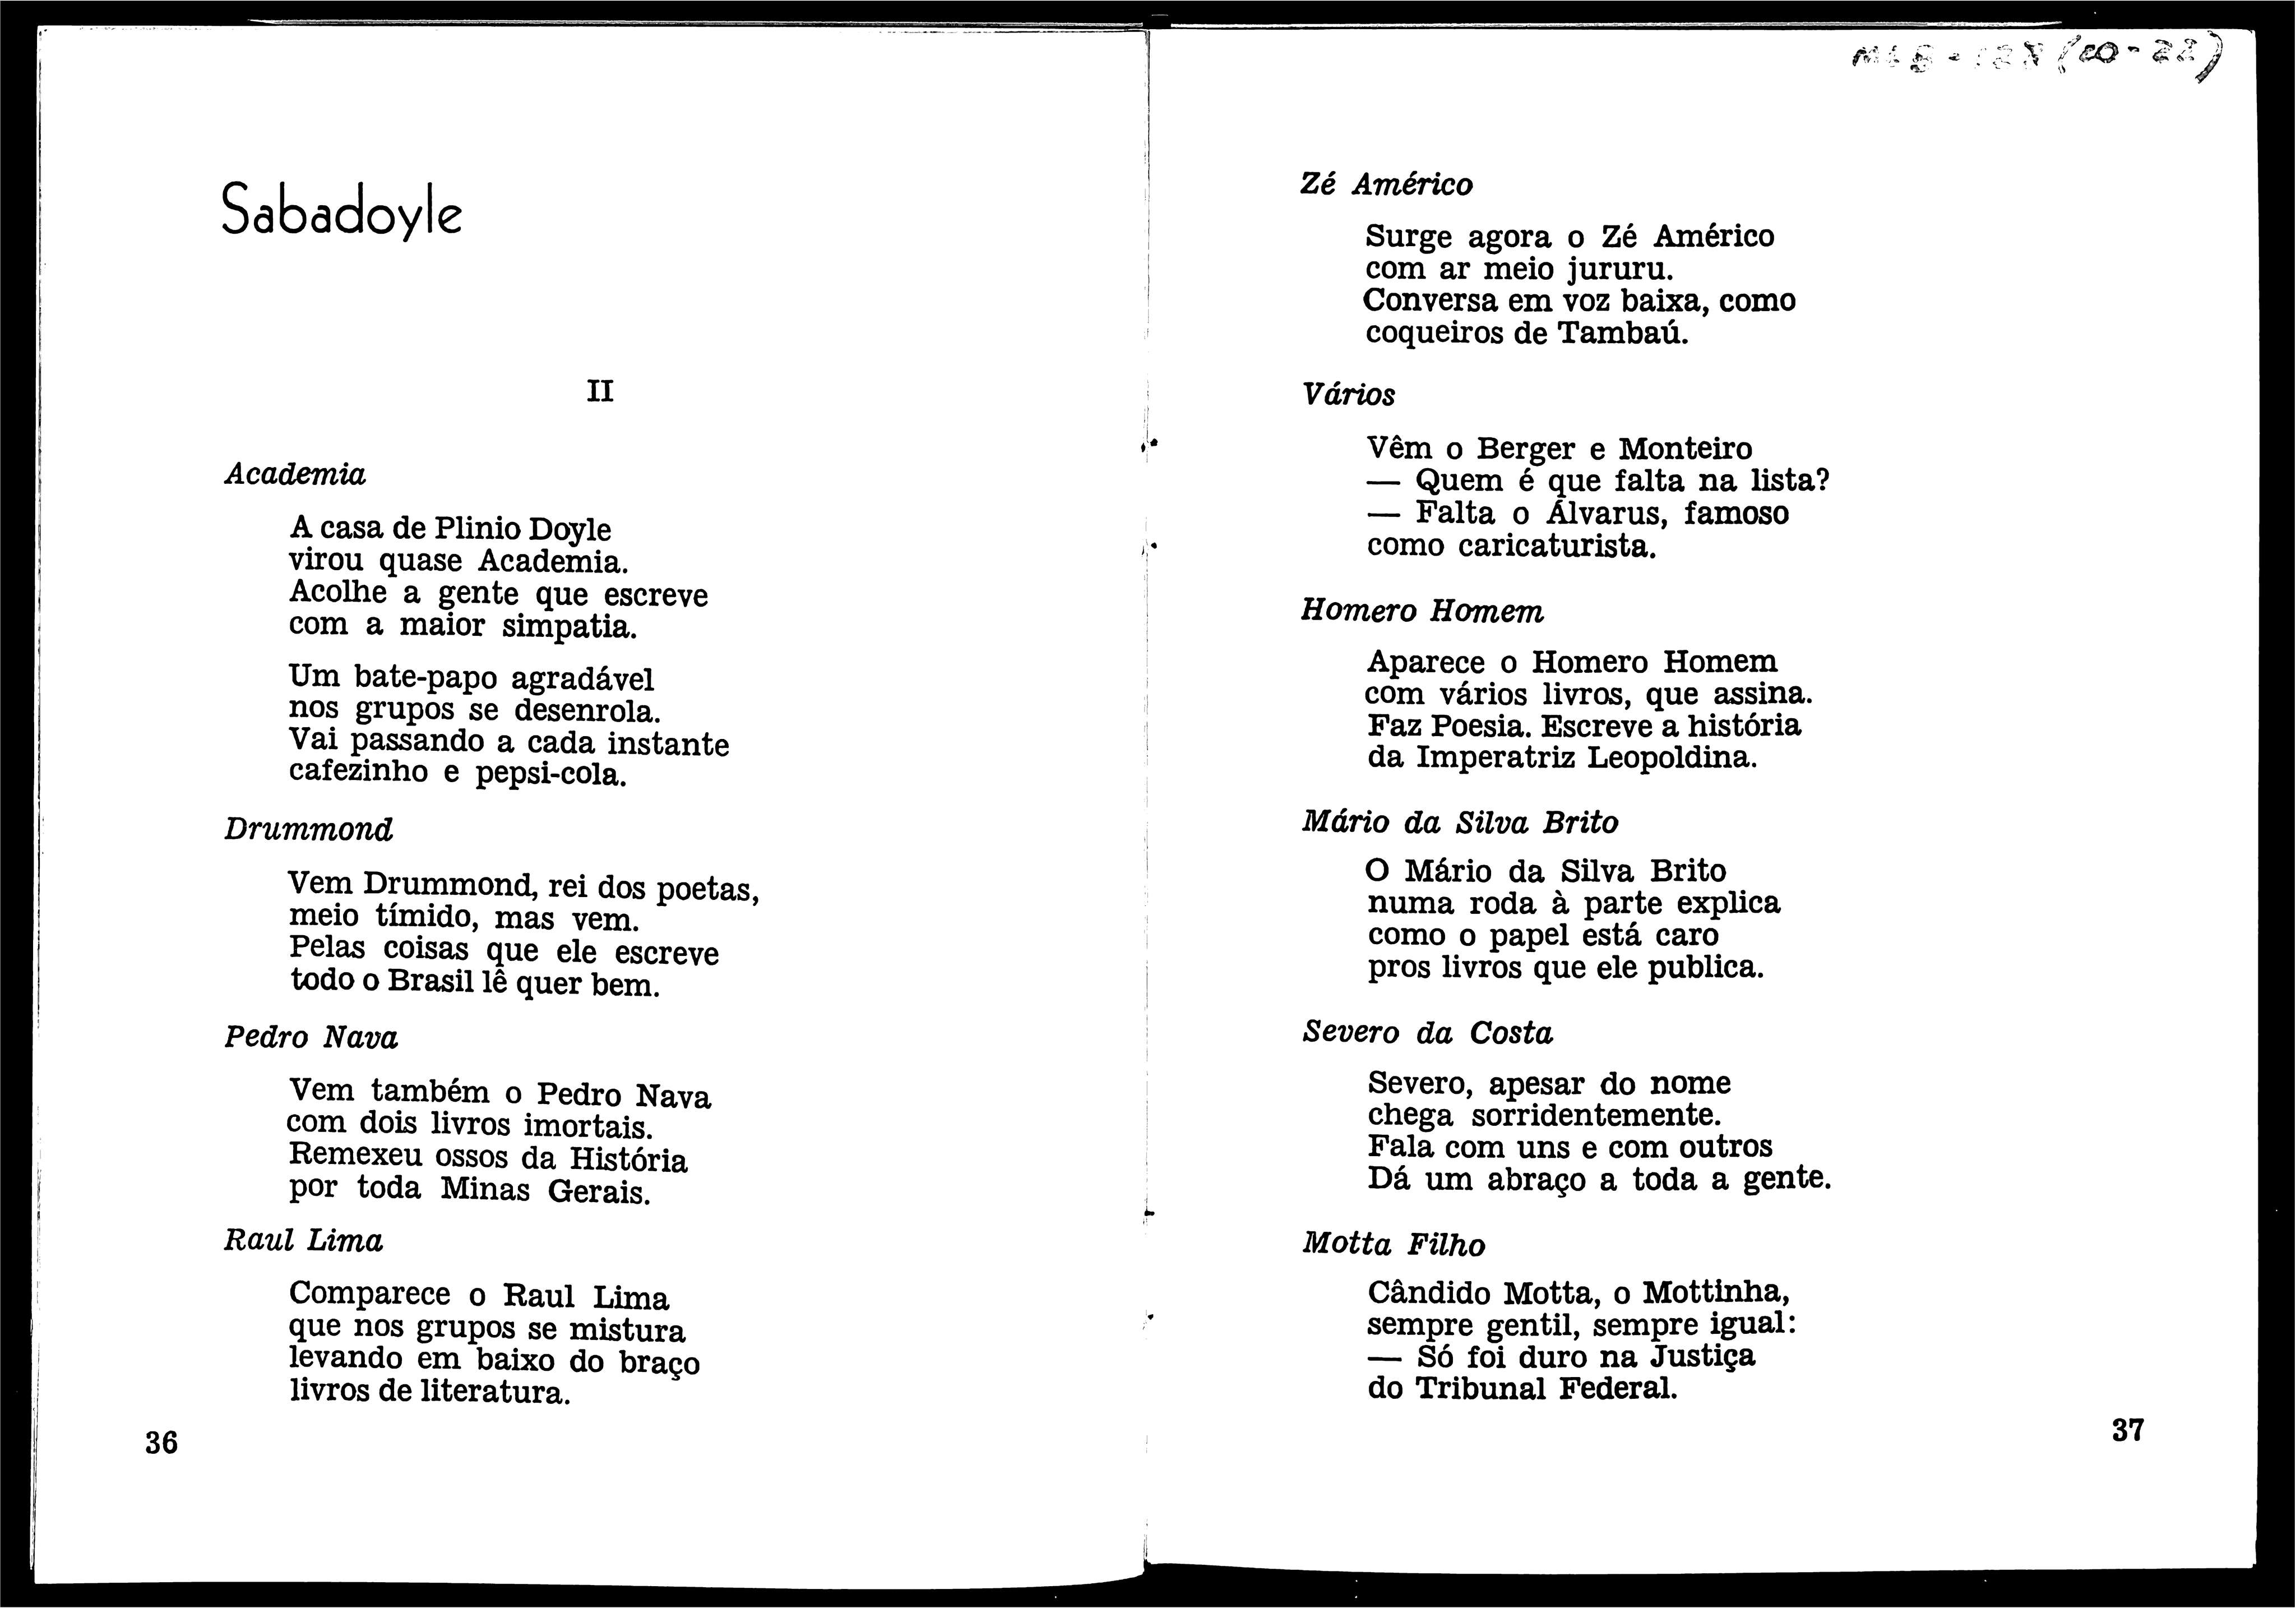 Sabadoyle
II
Academia
A casa de Plinio Doyle
virou quase Academia.
Acolhe a gente que escreve
com a maior simpatia.
Um bate-papo agradável
nos grupos se desenrola.
Vai passando a cada instante
cafezinho e pepsi-cola.
Drummond
Vem Drummond, rei dos poetas,
meio tímido, mas vem.
Pelas coisas que ele escreve
todo o Brasil lê quer bem.
Pedro Nava
Vem também o Pedro Nava
com dois livros imortais.
Remexeu ossos da História
por toda Minas Gerais.
Raul Lima
Comparece o Raul Lima
que nos grupos se mistura
levando em baixo do braço
livros de literatura.
36
Zé Américo
Surge agora o Zé Américo
com ar meio jururu.
Conversa em voz baixa, como
coqueiros de Tambaú.
Vários
Vêm o Berger e Monteiro
— Quem é que falta na lista?
— Falta o Álvarus, famoso
como caricaturista.
Homero Homem
Aparece o Homero Homem
com vários livros, que assina.
Faz Poesia. Escreve a história
da Imperatriz Leopoldina.
Mário da Silva Brito
O Mário da Silva Brito
numa roda à parte explica
como o papel está caro
pros livros que ele publica.
Severo da Costa
Severo, apesar do nome
chega sorridentemente.
Fala com uns e com outros
Dá um abraço a toda a gente.
Motta Filho
Cândido Motta, o Mottinha,
sempre gentil, sempre igual:
— Só foi duro na Justiça
do Tribunal Federal.
37